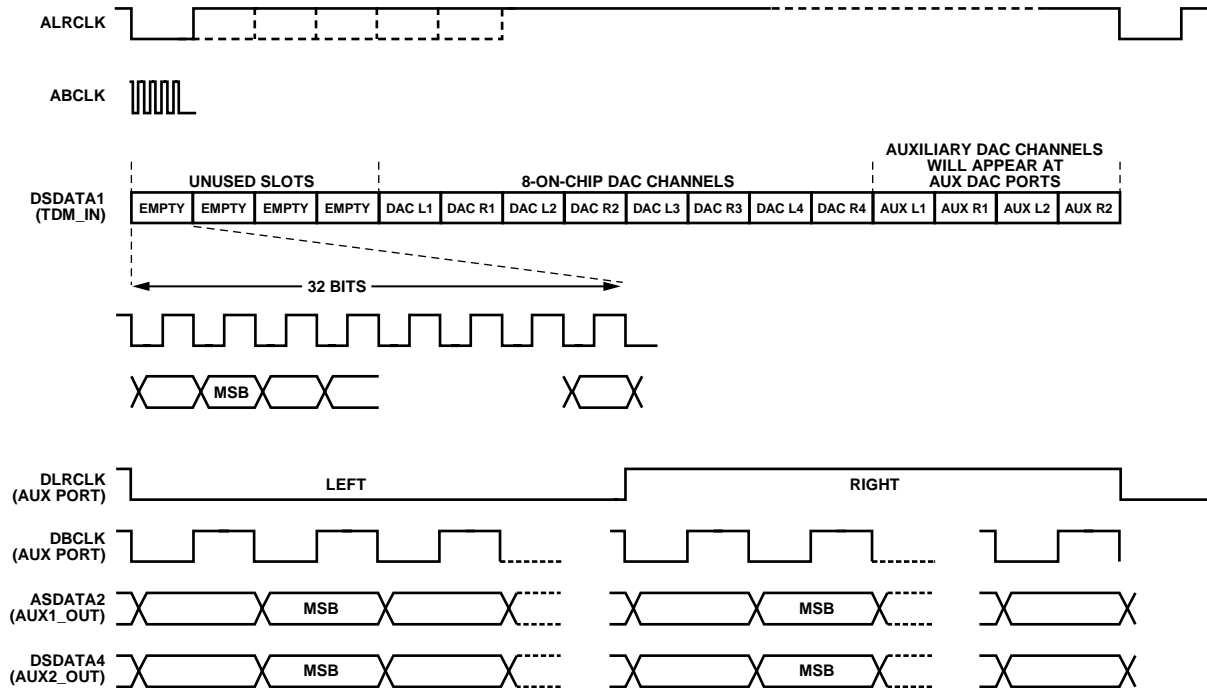 ALRCLK
ABCLK
AUXILIARY DAC CHANNELS
WILL APPEAR AT
AUX DAC PORTS
UNUSED SLOTS
8-ON-CHIP DAC CHANNELS
DSDATA1
(TDM_IN)
EMPTY EMPTY EMPTY EMPTY DAC L1 DAC R1 DAC L2 DAC R2 DAC L3 DAC R3 DAC L4 DAC R4 AUX L1 AUX R1 AUX L2 AUX R2
32 BITS
MSB
DLRCLK
(AUX PORT)
LEFT
RIGHT
DBCLK
(AUX PORT)
ASDATA2
(AUX1_OUT)
MSB
MSB
DSDATA4
(AUX2_OUT)
MSB
MSB